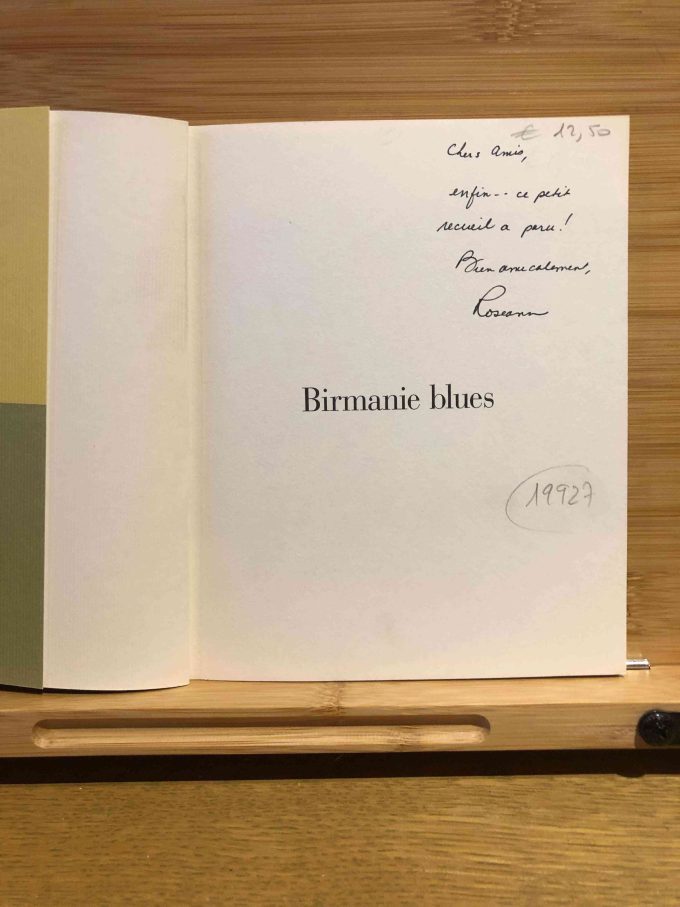 € 12,50
Chers Amis,
enfin-- ce petit
recueil a paru!
Bien amicalement,
Roseann
Birmanie blues
19927